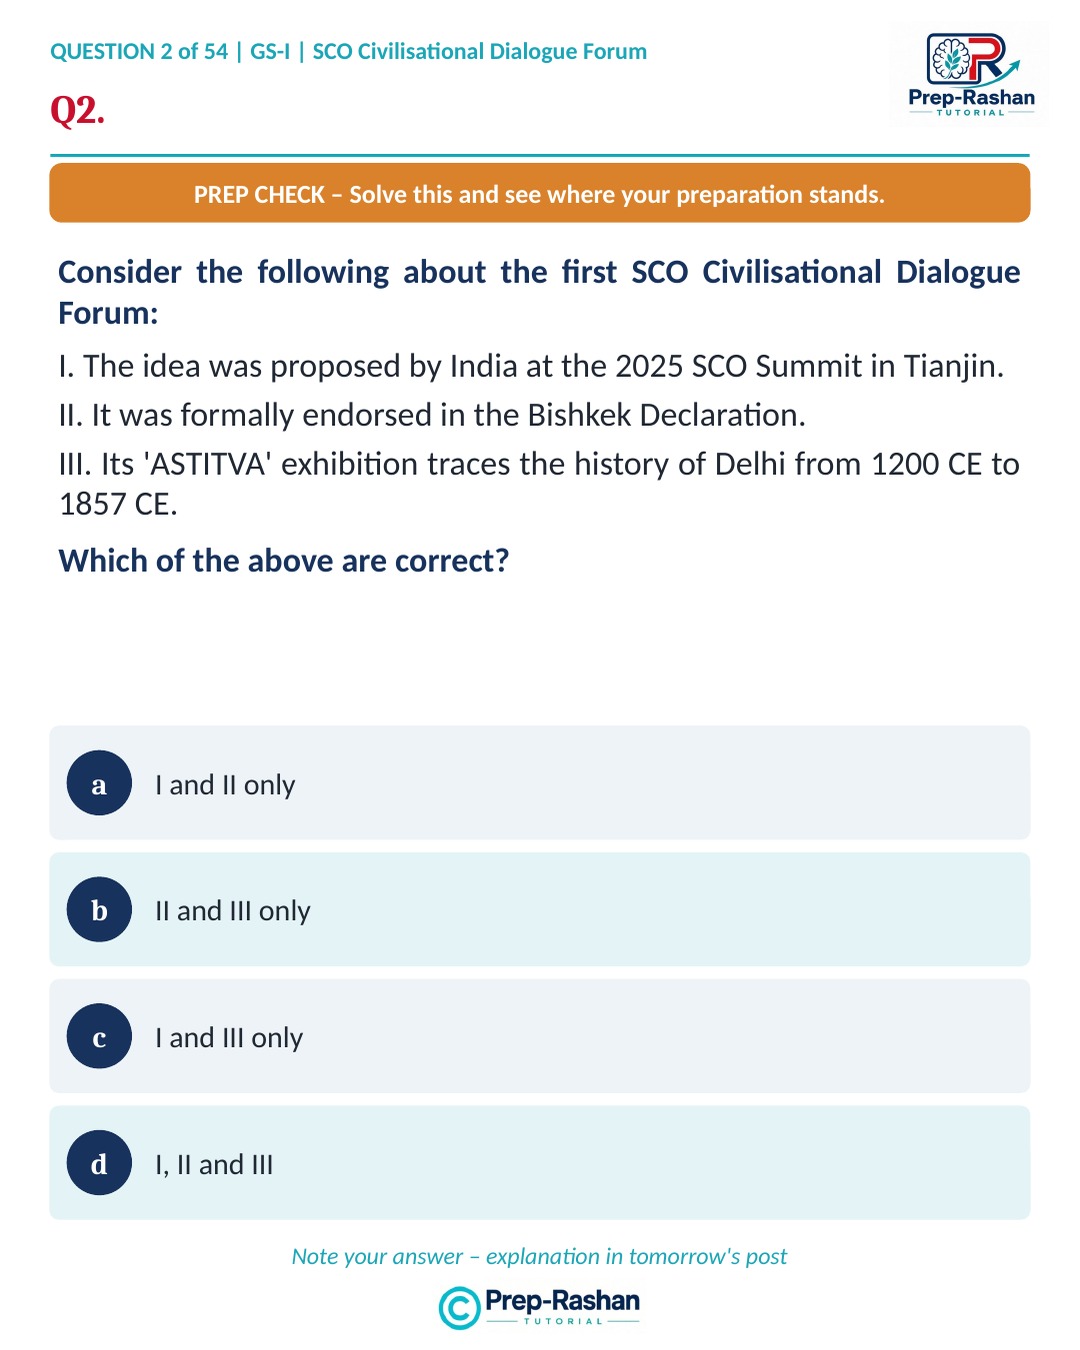 QUESTION 2 of 54 | GS-I | SCO Civilisational Dialogue Forum
Prep-Rashan
TUTORIAL
Q2.
PREP CHECK – Solve this and see where your preparation stands.
Consider the following about the first SCO Civilisational Dialogue
Forum:
I. The idea was proposed by India at the 2025 SCO Summit in Tianjin.
II. It was formally endorsed in the Bishkek Declaration.
III. Its 'ASTITVA' exhibition traces the history of Delhi from 1200 CE to
1857 CE.
Which of the above are correct?
a I and II only
b II and III only
c I and III only
d I, II and III
Note your answer – explanation in tomorrow's post
© Prep-Rashan
TUTORIAL